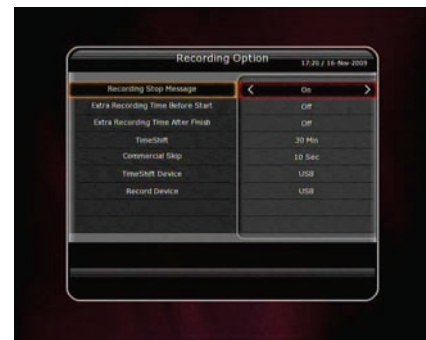 Recording Option
17:20 / 16-Nov-2009
Recording Stop Message
On
Extra Recording Time Before Start
Off
Extra Recording Time After Finish
Off
TimeShift
30 Min
Commercial Skip
10 Sec
TimeShift Device
USB
Record Device
USB